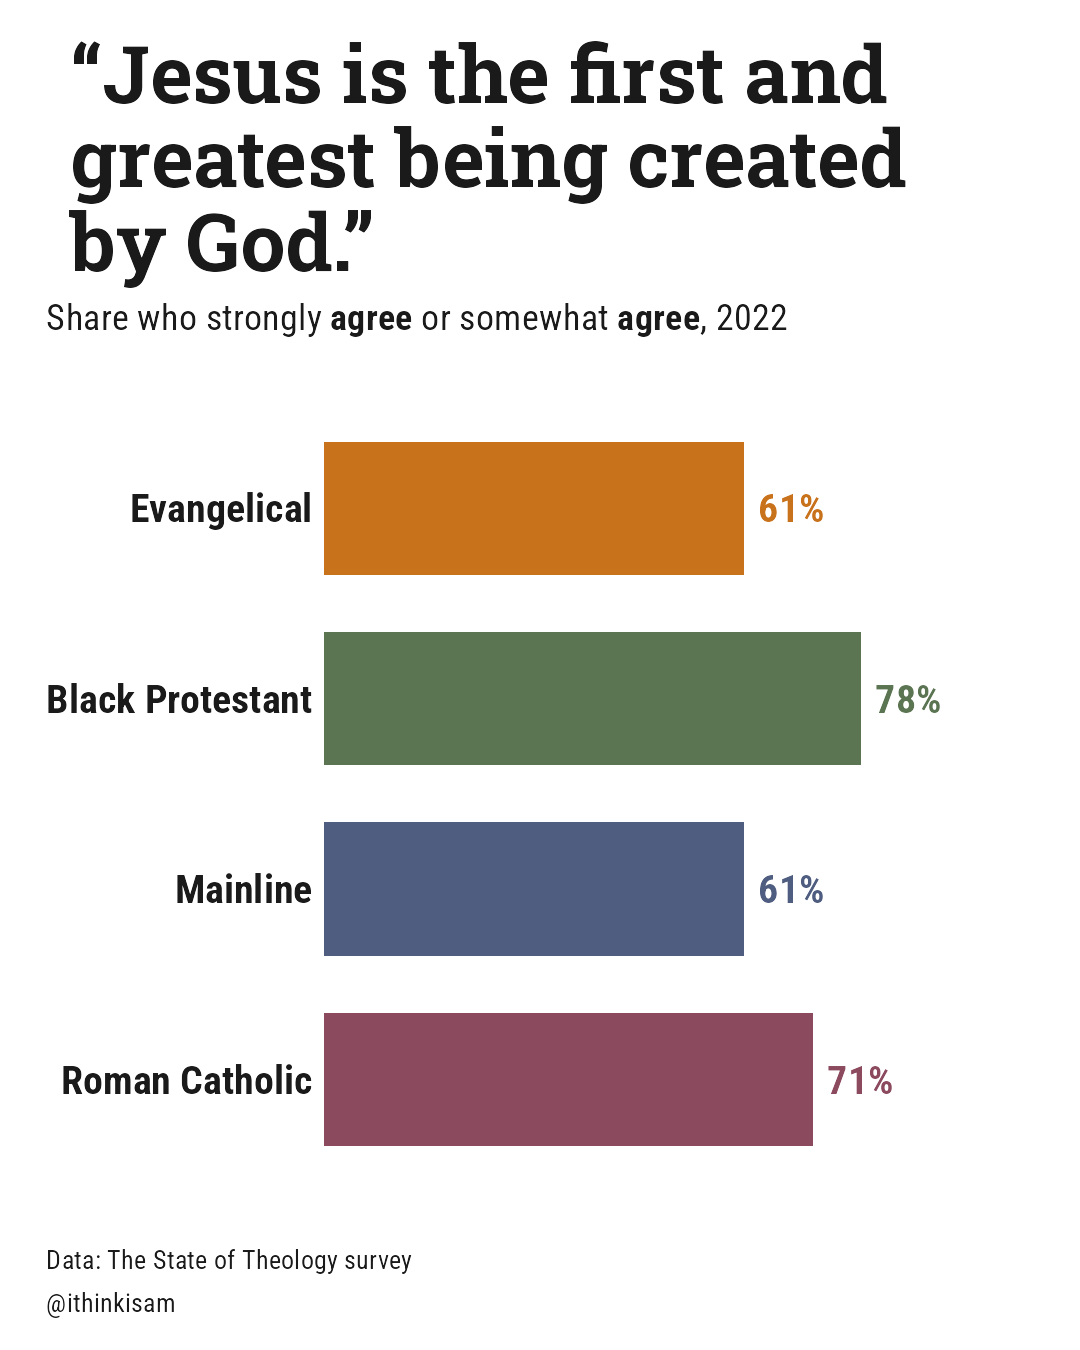 “Jesus is the first and
greatest being created
by God.”
Share who strongly agree or somewhat agree, 2022
Evangelical 61%
Black Protestant 78%
Mainline 61%
Roman Catholic 71%
Data: The State of Theology survey
@ithinkisam